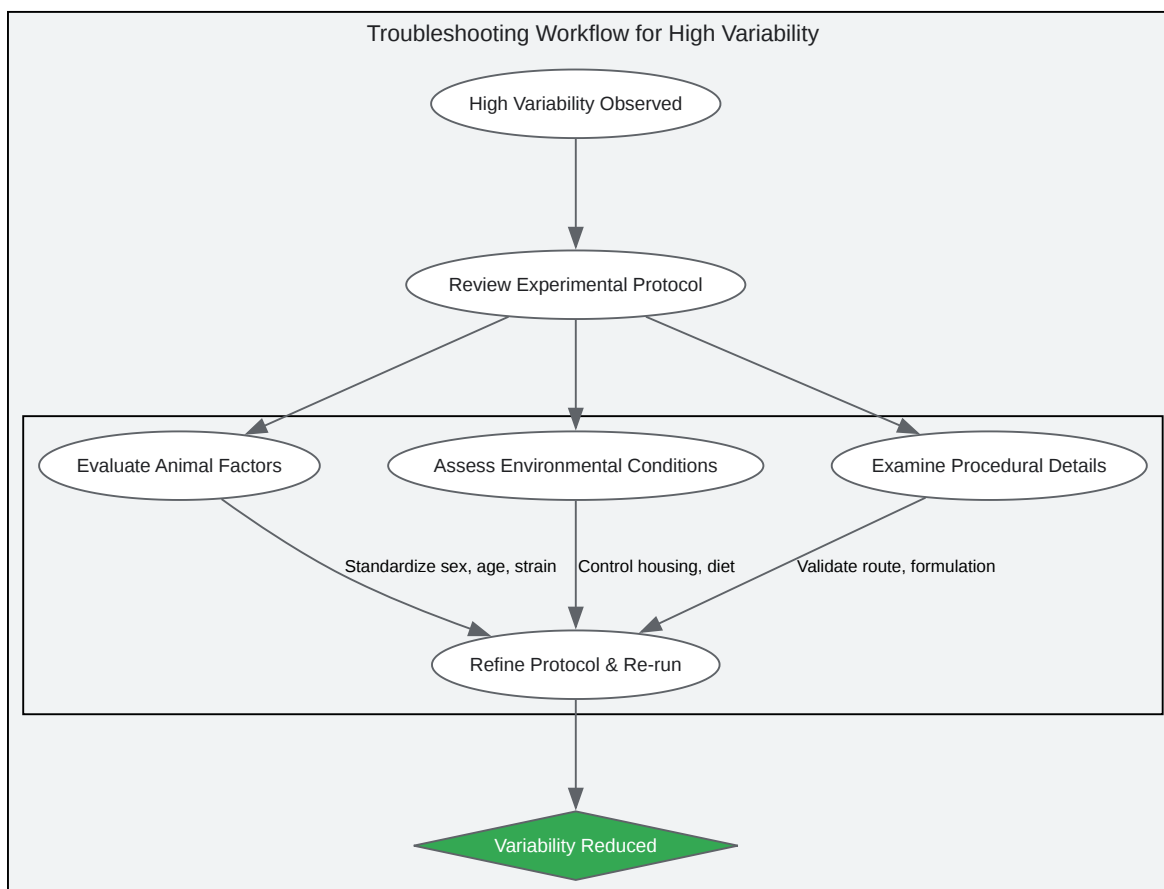 Troubleshooting Workflow for High Variability
High Variability Observed
Review Experimental Protocol
Evaluate Animal Factors
Assess Environmental Conditions
Examine Procedural Details
Standardize sex, age, strain
Control housing, diet
Validate route, formulation
Refine Protocol & Re-run
Variability Reduced